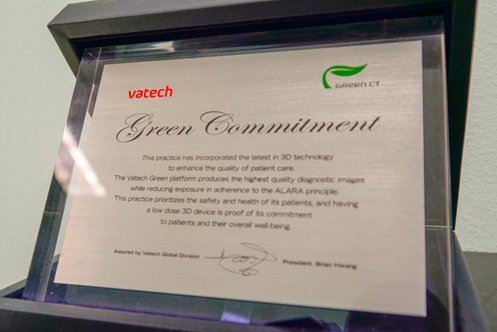 vatech
GREEN CT
Green Commitment
This practice has incorporated the latest in 3D technology
to enhance the quality of patient care.
The Vatech Green platform produces the highest quality diagnostic images
while reducing exposure in adherence to the ALARA principle.
This practice prioritizes the safety and health of its patients, and having
a low dose 3D device is proof of its commitment
to patients and their overall well-being.
Assured by Vatech Global Division President, Brian Hwang